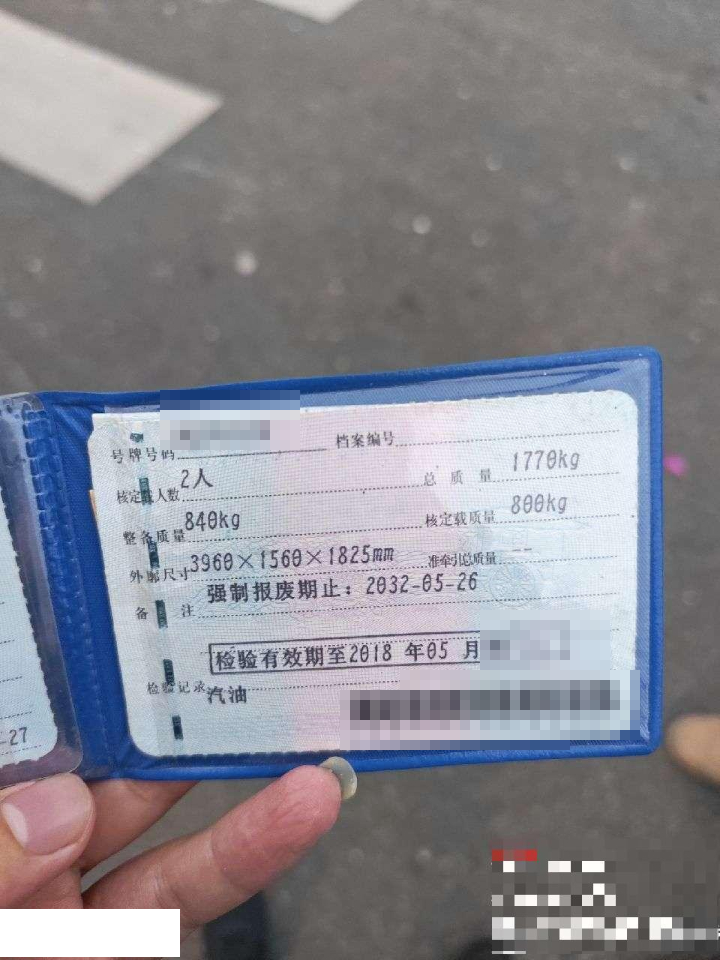 号牌号码 档案编号
核定载人数 2人 总质量 1770kg
整备质量 840kg 核定载质量 800kg
外廓尺寸 3960×1560×1825mm 准牵引总质量 --
备注 强制报废期止：2032-05-26
检验有效期至2018 年05 月
检验记录 汽油
-27